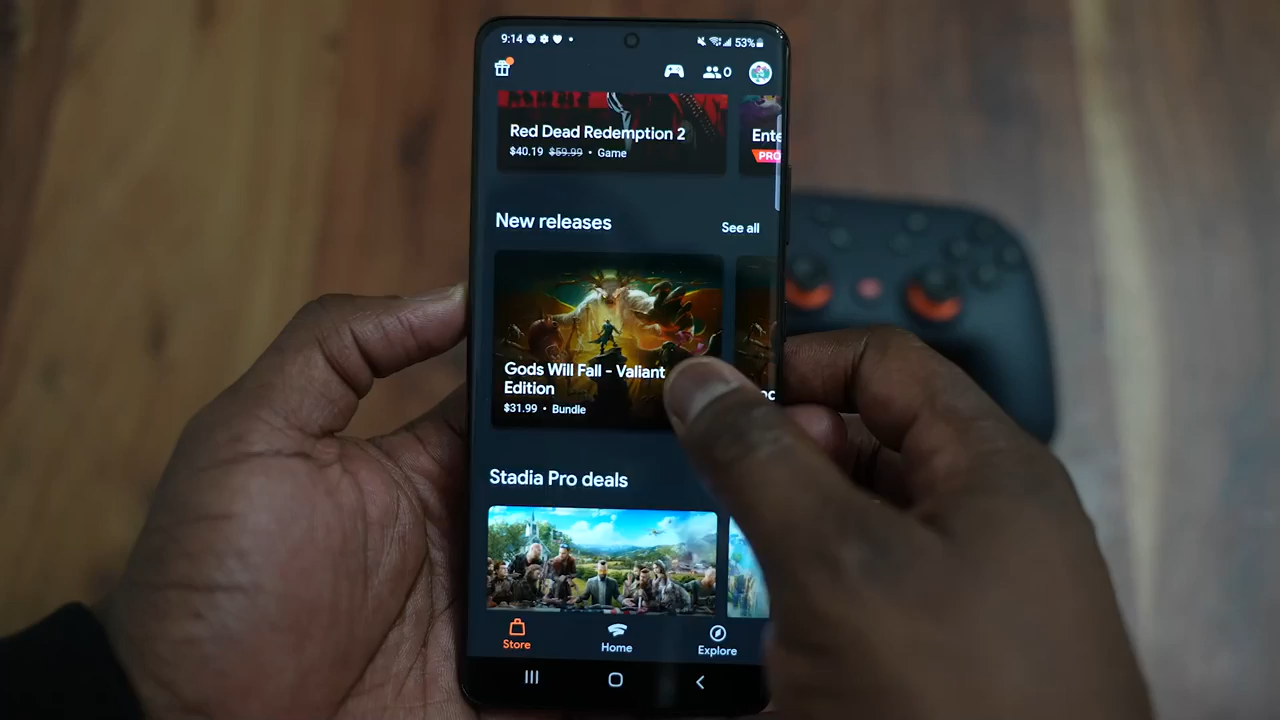 9:14
53%
0
Red Dead Redemption 2
$40.19 $59.99 • Game
Ente
PRO
New releases
See all
Gods Will Fall - Valiant
Edition
$31.99 • Bundle
Stadia Pro deals
Store
Home
Explore